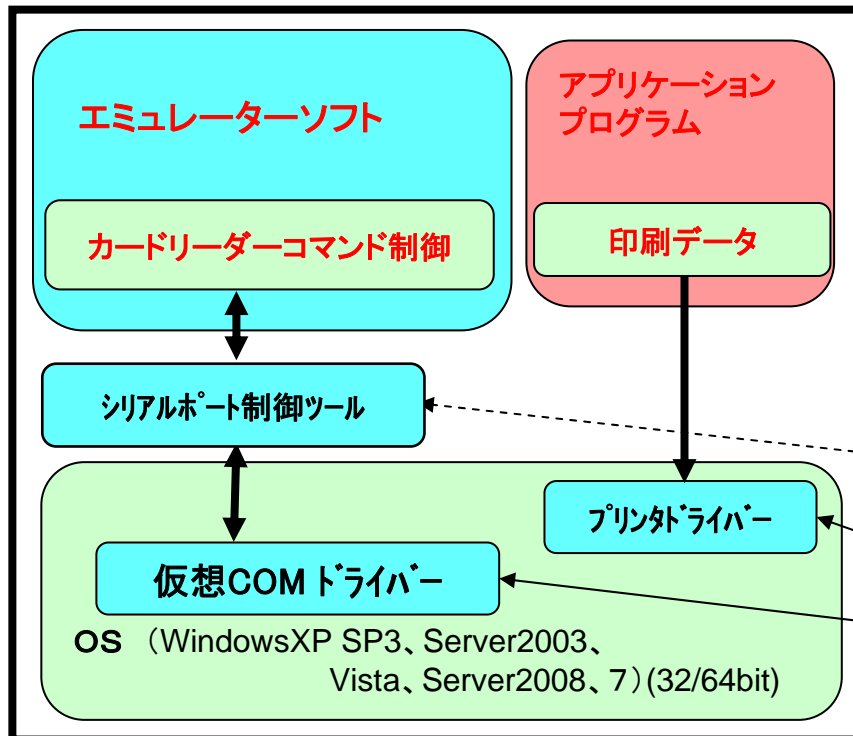 エミュレーターソフト
アプリケーション
プログラム
カードリーダーコマンド制御
印刷データ
ｼﾘｱﾙﾎﾟｰﾄ制御ﾂｰﾙ
ﾌﾟﾘﾝﾀﾄﾞﾗｲﾊﾞｰ
仮想COM ﾄﾞﾗｲﾊﾞｰ
OS （WindowsXP SP3、Server2003、
Vista、Server2008、７）(32/64bit)